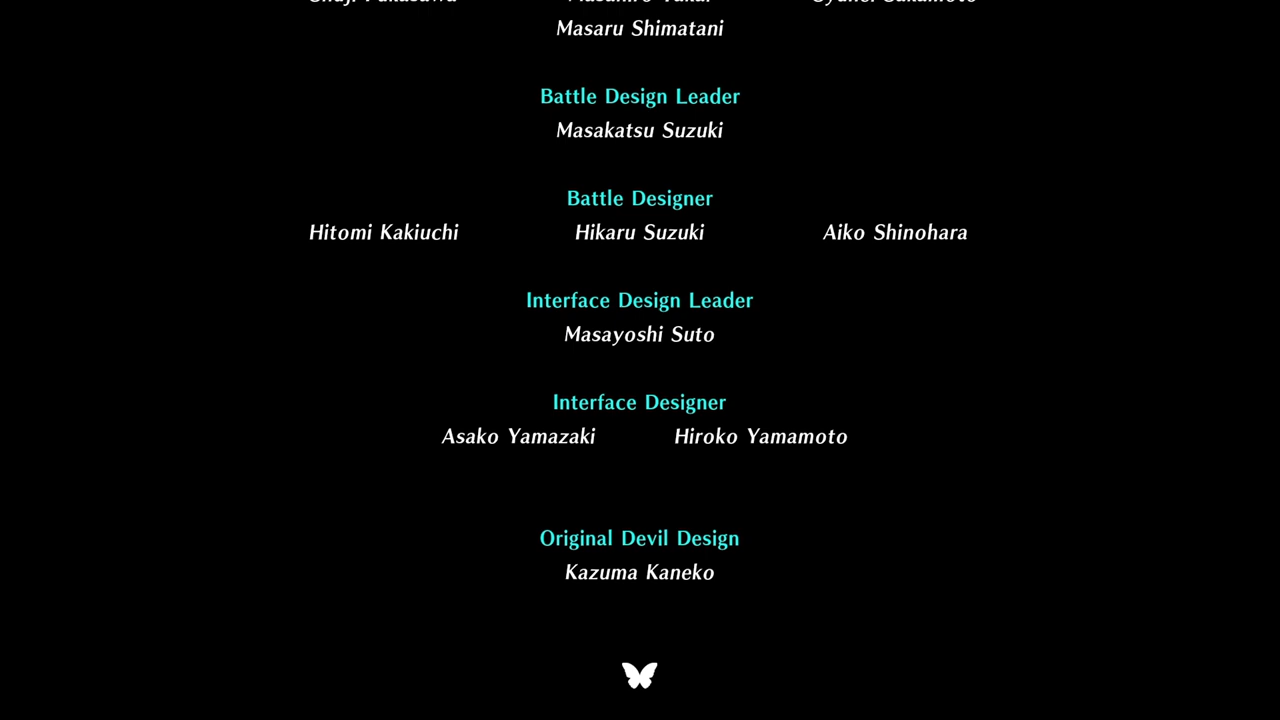 Masaru Shimatani
Battle Design Leader
Masakatsu Suzuki
Battle Designer
Hitomi Kakiuchi Hikaru Suzuki Aiko Shinohara
Interface Design Leader
Masayoshi Suto
Interface Designer
Asako Yamazaki Hiroko Yamamoto
Original Devil Design
Kazuma Kaneko